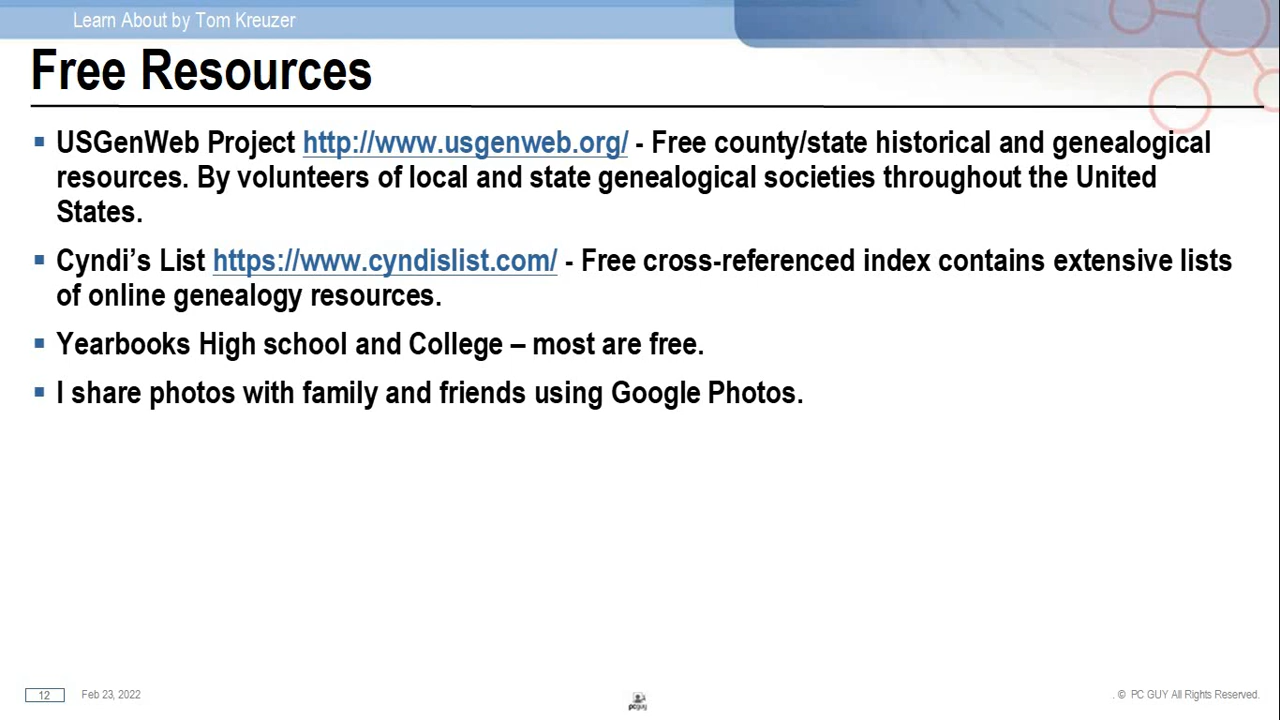 Learn About by Tom Kreuzer
Free Resources
▪ USGenWeb Project http://www.usgenweb.org/ - Free county/state historical and genealogical
resources. By volunteers of local and state genealogical societies throughout the United
States.
▪ Cyndi’s List https://www.cyndislist.com/ - Free cross-referenced index contains extensive lists
of online genealogy resources.
▪ Yearbooks High school and College – most are free.
▪ I share photos with family and friends using Google Photos.
12 Feb 23, 2022
pcguy
. © PC GUY All Rights Reserved.